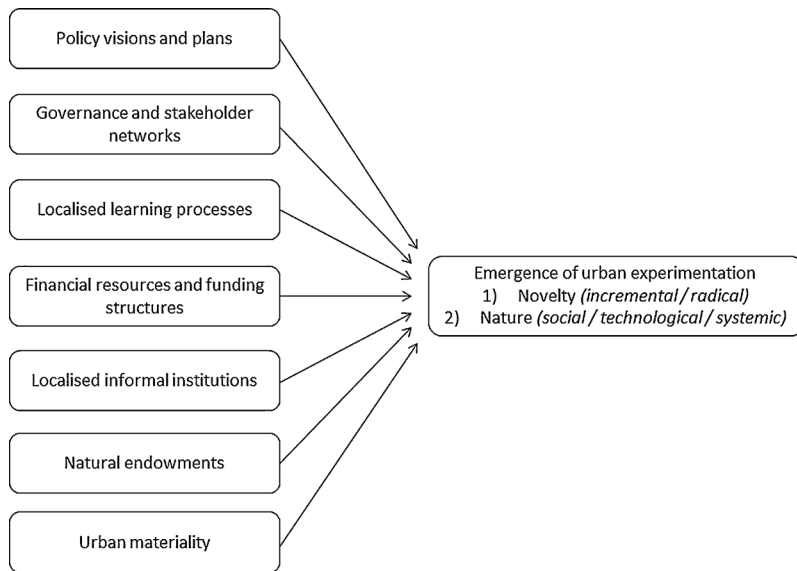 Policy visions and plans
Governance and stakeholder
networks
Localised learning processes
Financial resources and funding
structures
Localised informal institutions
Natural endowments
Urban materiality
Emergence of urban experimentation
1) Novelty (incremental / radical)
2) Nature (social / technological / systemic)